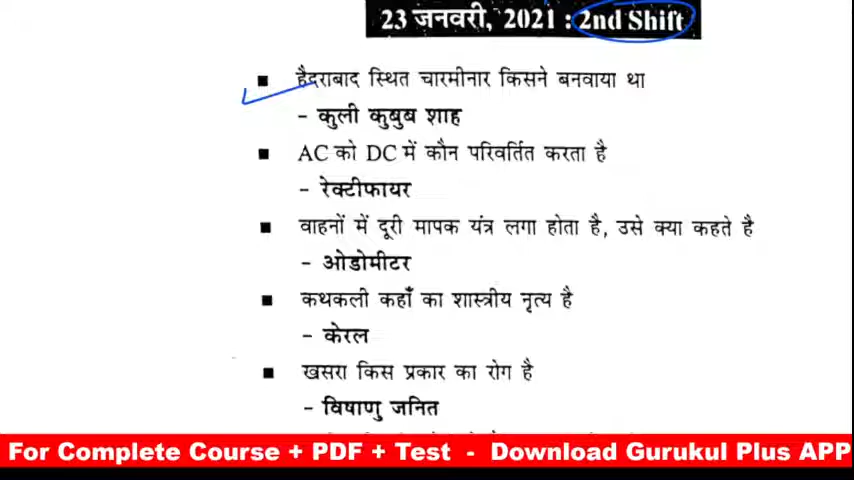 23 जनवरी, 2021 : 2nd Shift
■ हैदराबाद स्थित चारमीनार किसने बनवाया था
- कुली कुबुब शाह
■ AC को DC में कौन परिवर्तित करता है
- रेक्टीफायर
■ वाहनों में दूरी मापक यंत्र लगा होता है, उसे क्या कहते है
- ओडोमीटर
■ कथकली कहाँ का शास्त्रीय नृत्य है
- केरल
■ खसरा किस प्रकार का रोग है
- विषाणु जनित
For Complete Course + PDF + Test - Download Gurukul Plus APP